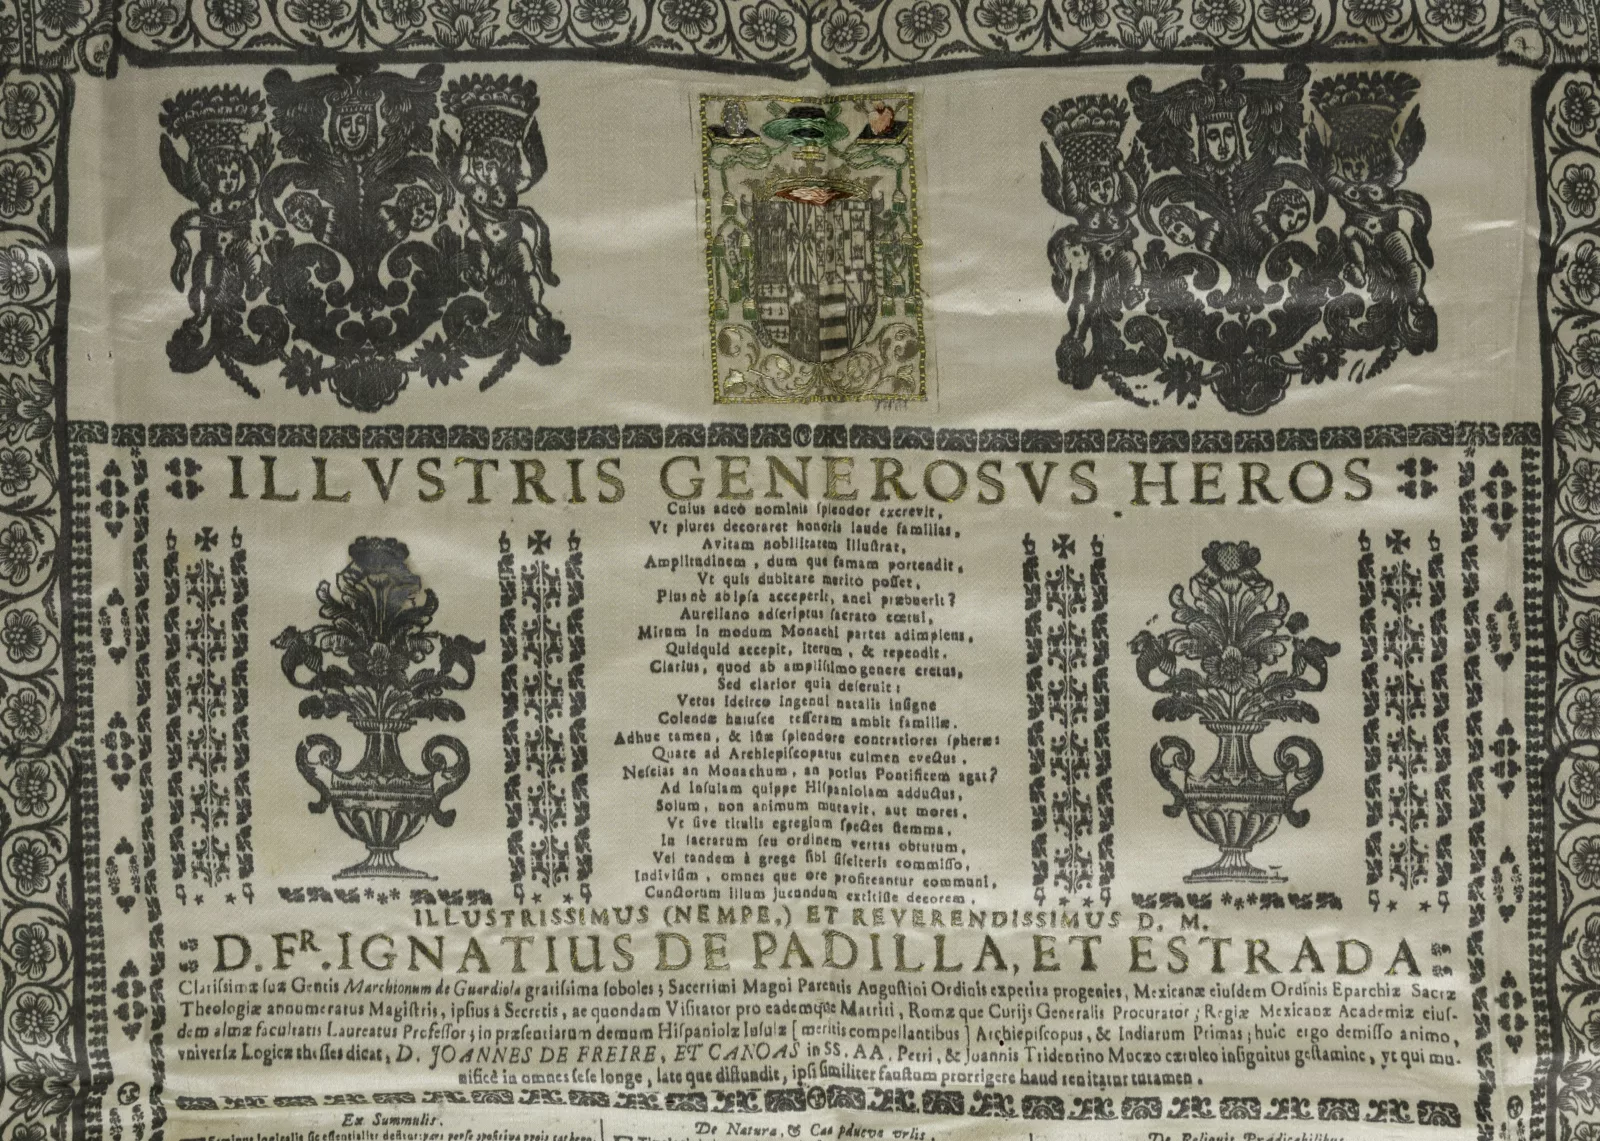 ILLVSTRIS GENEROSVS HEROS
Cuius adeò nominis splendor excrevit,
Vt plures decoraret honoris laude familias,
Avitam nobilitatem Illustrat,
Amplitudinem, dum que famam portendit,
Vt quis dubitare merito posset,
Plus nè ab ipsa acceperit, anei præbuerit?
Aureliano adscriptus sacrato cœtui,
Mirum in modum Monachi partes adimplens,
Quidquid accepit, iterum, & rependit.
Clarius, quod ab amplissimo genere cretus,
Sed clarior quia deseruit:
Vetus Idcirco Ingenui natalis insigne
Colendæ huiusce tesseram ambit familiæ.
Adhuc tamen, & suæ splendore contractiores spheræ
Quare ad Archiepiscopatus culmen evectus,
Nescias an Monachum, an potius Pontificem agat?
Ad Insulam quippe Hispaniolam adductus,
Solum, non animum mutavit, aut mores.
Vt sive titulis egregium spectes stemma,
In sacrarum seu ordinem vertas obtutum,
Vel tandem à grege sibi commisso,
Indivisim, omnes que ore profiteantur communi,
Cunctorum illum jucundum extitisse decorem.
ILLUSTRISSIMUS (NEMPE,) ET REVERENDISSIMUS D. M.
D. FR. IGNATIUS DE PADILLA, ET ESTRADA
Clarissimæ suæ Gentis Marchionum de Guardiola gratissima soboles; Sacerrimi Magni Parentis Augustini Ordinis experita progenies, Mexicanæ eiusdem Ordinis Eparchiæ Sacræ
Theologiæ annumeratus Magistris, ipsius à Secretis, ac quondam Visitator pro eademque Matriti, Romæ que Curijs Generalis Procurator; Regiæ Mexicanæ Academiæ eius-
dem almæ facultatis Laureatus Professor; in præsentiarum demum Hispaniolæ Insulæ [meritis compellantibus] Archiepiscopus, & Indiarum Primas; huic ergo demisso animo,
vniversæ Logicæ theses dicat, D. JOANNES DE FREIRE, ET CANOAS in SS. AA. Petri, & Joannis Tridentino Mexco cæruleo insignitus gestamine, vt qui mu-
nificè in omnes sese longe, late que distundit, ipsi similiter faustum prorrigere haud renitatur tutamen.
Ex Summulis.
De Natura, &
De Reliquis Prædicabilibus